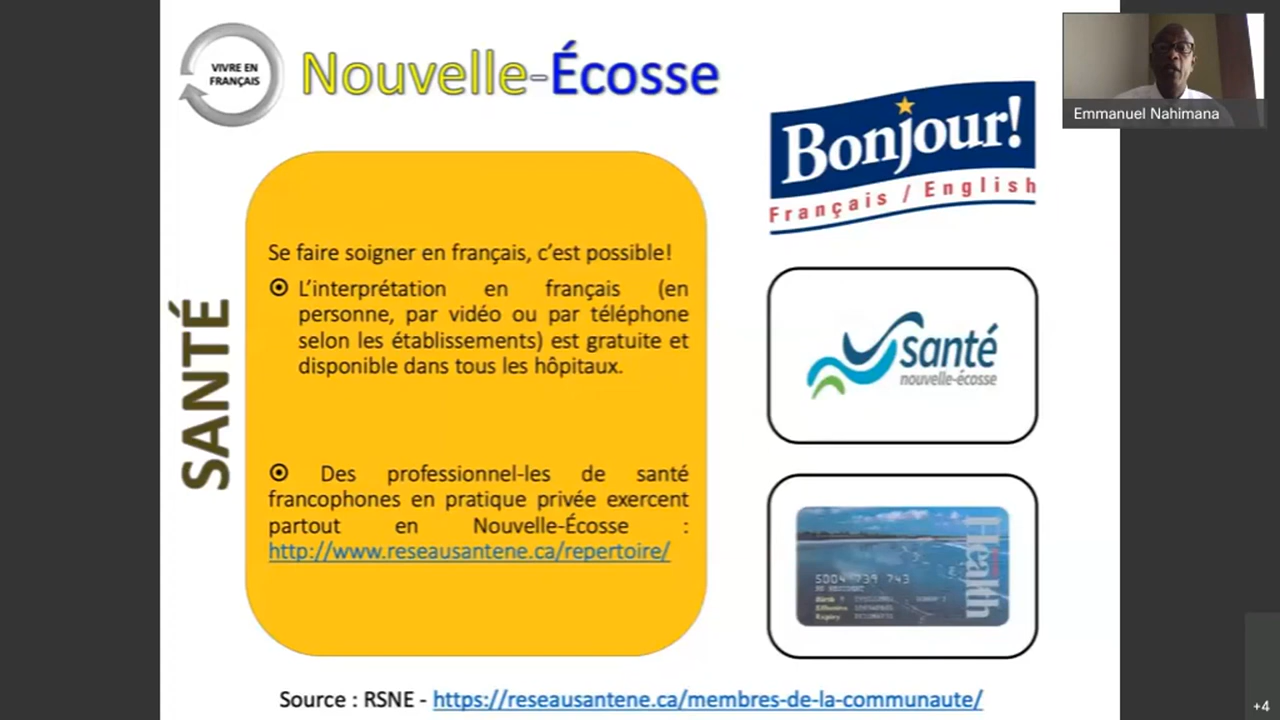 VIVRE EN
FRANÇAIS
Nouvelle-Écosse
Bonjour!
Français / English
Emmanuel Nahimana
SANTÉ
Se faire soigner en français, c'est possible!
L'interprétation en français (en
personne, par vidéo ou par téléphone
selon les établissements) est gratuite et
disponible dans tous les hôpitaux.
Des professionnel-les de santé
francophones en pratique privée exercent
partout en Nouvelle-Écosse :
http://www.reseausantene.ca/repertoire/
santé
nouvelle-écosse
Health
739 743
Expiry
Source : RSNE - https://reseausantene.ca/membres-de-la-communaute/
+4